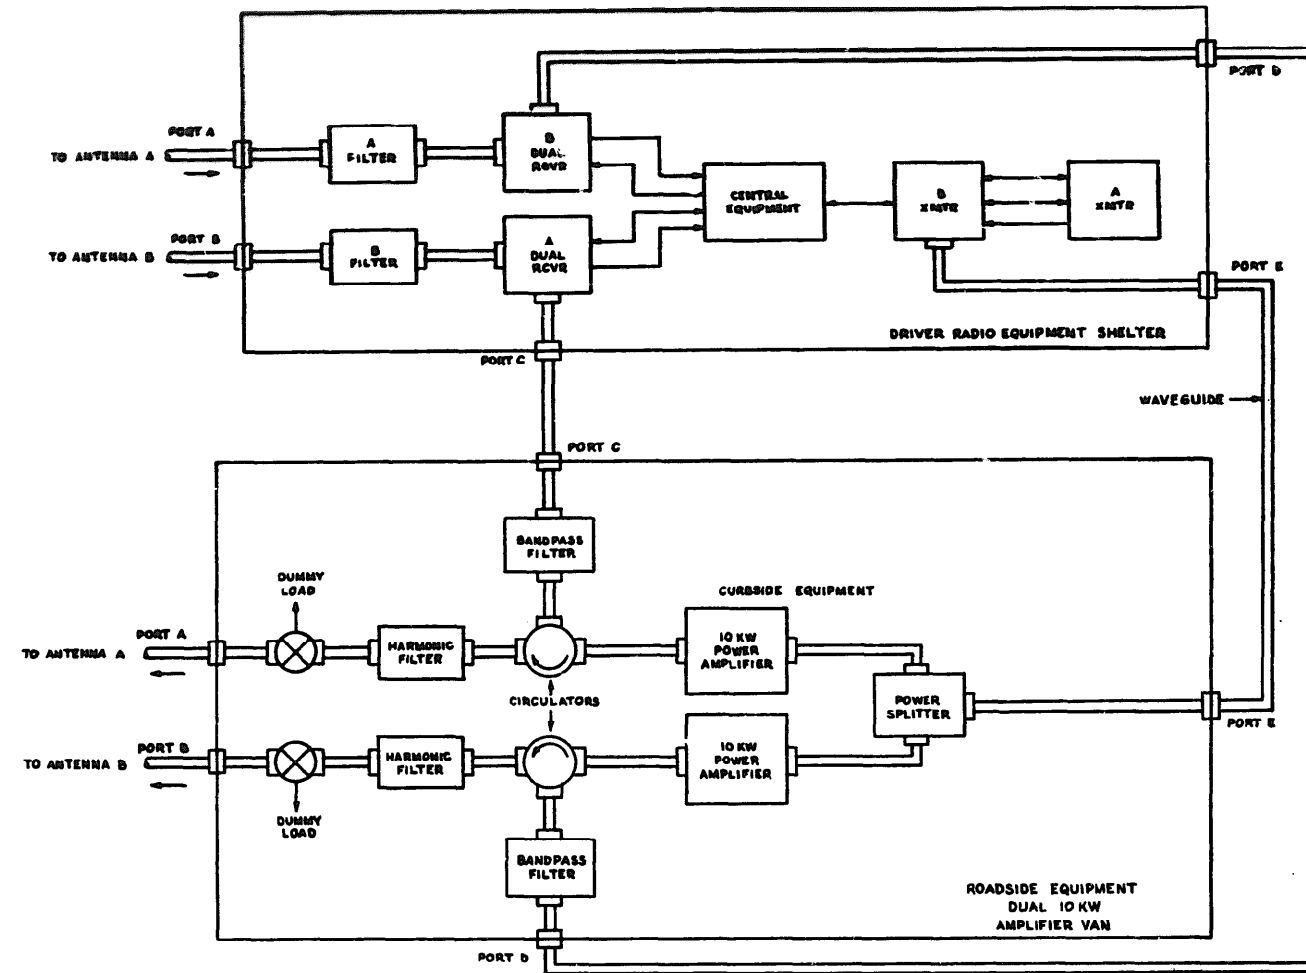 PORT D
PORT A
TO ANTENNA A
A
FILTER
B
DUAL
RCVR
CENTRAL
EQUIPMENT
B
XMTR
A
XMTR
PORT B
TO ANTENNA B
B
FILTER
A
DUAL
RCVR
PORT E
DRIVER RADIO EQUIPMENT SHELTER
PORT C
WAVEGUIDE
PORT C
BANDPASS
FILTER
DUMMY
LOAD
CURBSIDE EQUIPMENT
PORT A
TO ANTENNA A
HARMONIC
FILTER
10 KW
POWER
AMPLIFIER
CIRCULATORS
POWER
SPLITTER
PORT E
PORT B
TO ANTENNA B
HARMONIC
FILTER
10 KW
POWER
AMPLIFIER
DUMMY
LOAD
BANDPASS
FILTER
ROADSIDE EQUIPMENT
DUAL 10 KW
AMPLIFIER VAN
PORT D